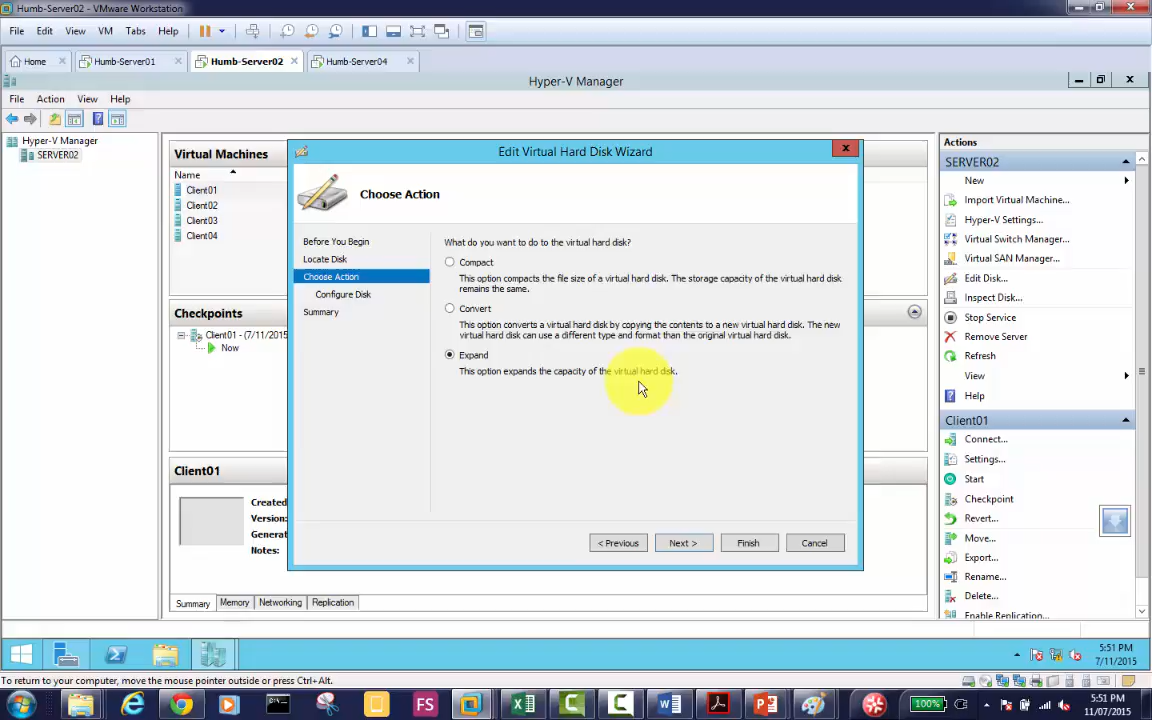 Humb-Server02 - VMware Workstation
File Edit View VM Tabs Help
Home Humb-Server01 Humb-Server02 Humb-Server04
Hyper-V Manager
File Action View Help
Hyper-V Manager
SERVER02
Virtual Machines
Name
Client01
Client02
Client03
Client04
Checkpoints
Client01 - (7/11/2015
Now
Client01
Created
Version:
Generat
Notes:
Summary Memory Networking Replication
Edit Virtual Hard Disk Wizard
Choose Action
Before You Begin
Locate Disk
Choose Action
Configure Disk
Summary
What do you want to do to the virtual hard disk?
Compact
This option compacts the file size of a virtual hard disk. The storage capacity of the virtual hard disk
remains the same.
Convert
This option converts a virtual hard disk by copying the contents to a new virtual hard disk. The new
virtual hard disk can use a different type and format than the original virtual hard disk.
Expand
This option expands the capacity of the virtual hard disk.
< Previous Next > Finish Cancel
Actions
SERVER02
New
Import Virtual Machine...
Hyper-V Settings...
Virtual Switch Manager...
Virtual SAN Manager...
Edit Disk...
Inspect Disk...
Stop Service
Remove Server
Refresh
View
Help
Client01
Connect...
Settings...
Start
Checkpoint
Revert...
Move...
Export...
Rename...
Delete...
Enable Replication...
5:51 PM
7/11/2015
To return to your computer, move the mouse pointer outside or press Ctrl+Alt.
FS
100%
5:51 PM
11/07/2015